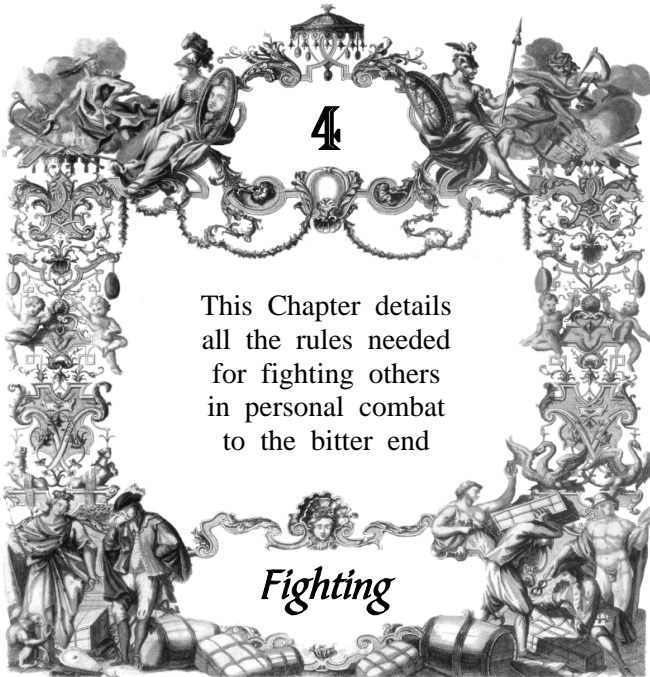 4
This Chapter details
all the rules needed
for fighting others
in personal combat
to the bitter end
Fighting